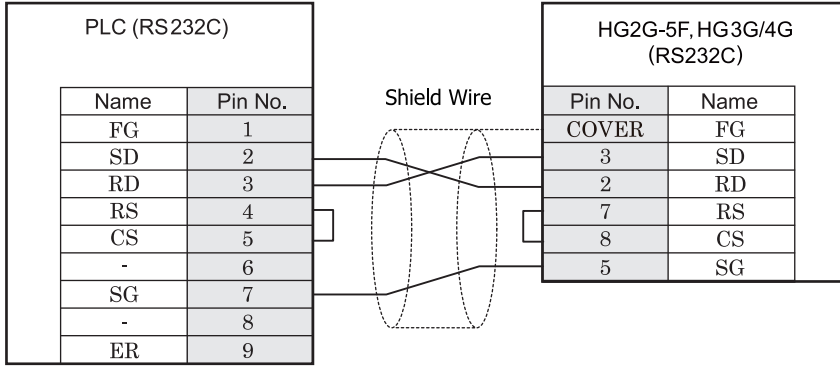 PLC (RS232C)
Name Pin No.
FG 1
SD 2
RD 3
RS 4
CS 5
- 6
SG 7
- 8
ER 9
Shield Wire
HG2G-5F, HG3G/4G
(RS232C)
Pin No. Name
COVER FG
3 SD
2 RD
7 RS
8 CS
5 SG